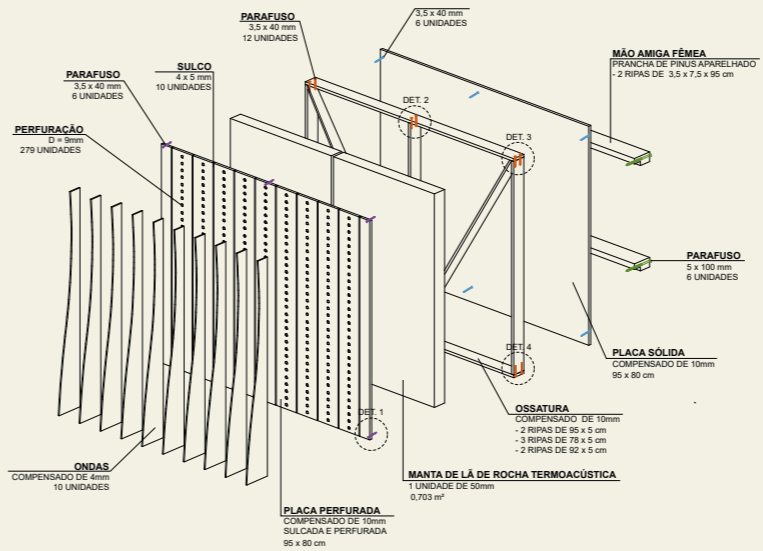 3,5 x 40 mm
6 UNIDADES
PARAFUSO
3,5 x 40 mm
12 UNIDADES
MÃO AMIGA FÊMEA
PRANCHA DE PINUS APARELHADO
- 2 RIPAS DE 3,5 x 7,5 x 95 cm
SULCO
4 x 5 mm
10 UNIDADES
PARAFUSO
3,5 x 40 mm
6 UNIDADES
DET. 2
DET. 3
PERFURAÇÃO
D = 9mm
279 UNIDADES
PARAFUSO
5 x 100 mm
6 UNIDADES
DET. 4
PLACA SÓLIDA
COMPENSADO DE 10mm
95 x 80 cm
DET. 1
OSSATURA
COMPENSADO DE 10mm
- 2 RIPAS DE 95 x 5 cm
- 3 RIPAS DE 78 x 5 cm
- 2 RIPAS DE 92 x 5 cm
ONDAS
COMPENSADO DE 4mm
10 UNIDADES
MANTA DE LÃ DE ROCHA TERMOACÚSTICA
1 UNIDADE DE 50mm
0,703 m²
PLACA PERFURADA
COMPENSADO DE 10mm
SULCADA E PERFURADA
95 x 80 cm